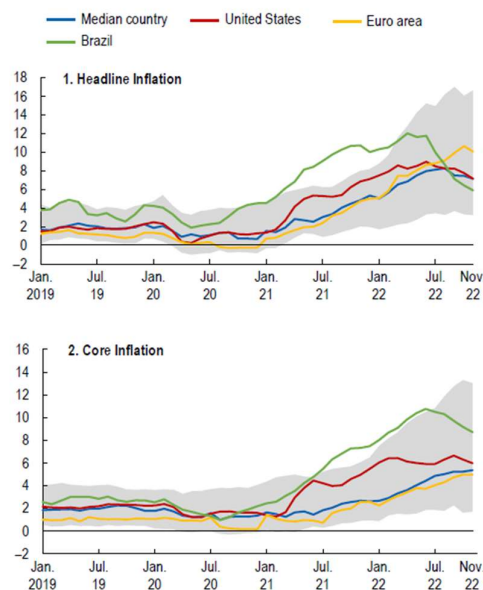 Median country United States Euro area
Brazil
1. Headline Inflation
18
16
14
12
10
8
6
4
2
0
−2
Jan. Jul. Jan. Jul. Jan. Jul. Jan. Jul. Nov
2019 19 20 20 21 21 22 22 22
2. Core Inflation
16
14
12
10
8
6
4
2
0
−2
Jan. Jul. Jan. Jul. Jan. Jul. Jan. Jul. Nov.
2019 19 20 20 21 21 22 22 22